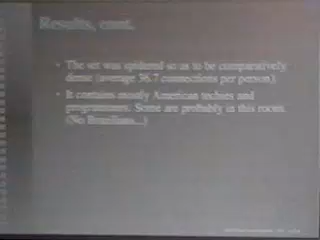 Results, cont.
• The set was spidered so as to be comparatively
dense (average 36.7 connections per person)
• It contains mostly American techies and
programmers. Some are probably in this room.
(No Brazilians...)